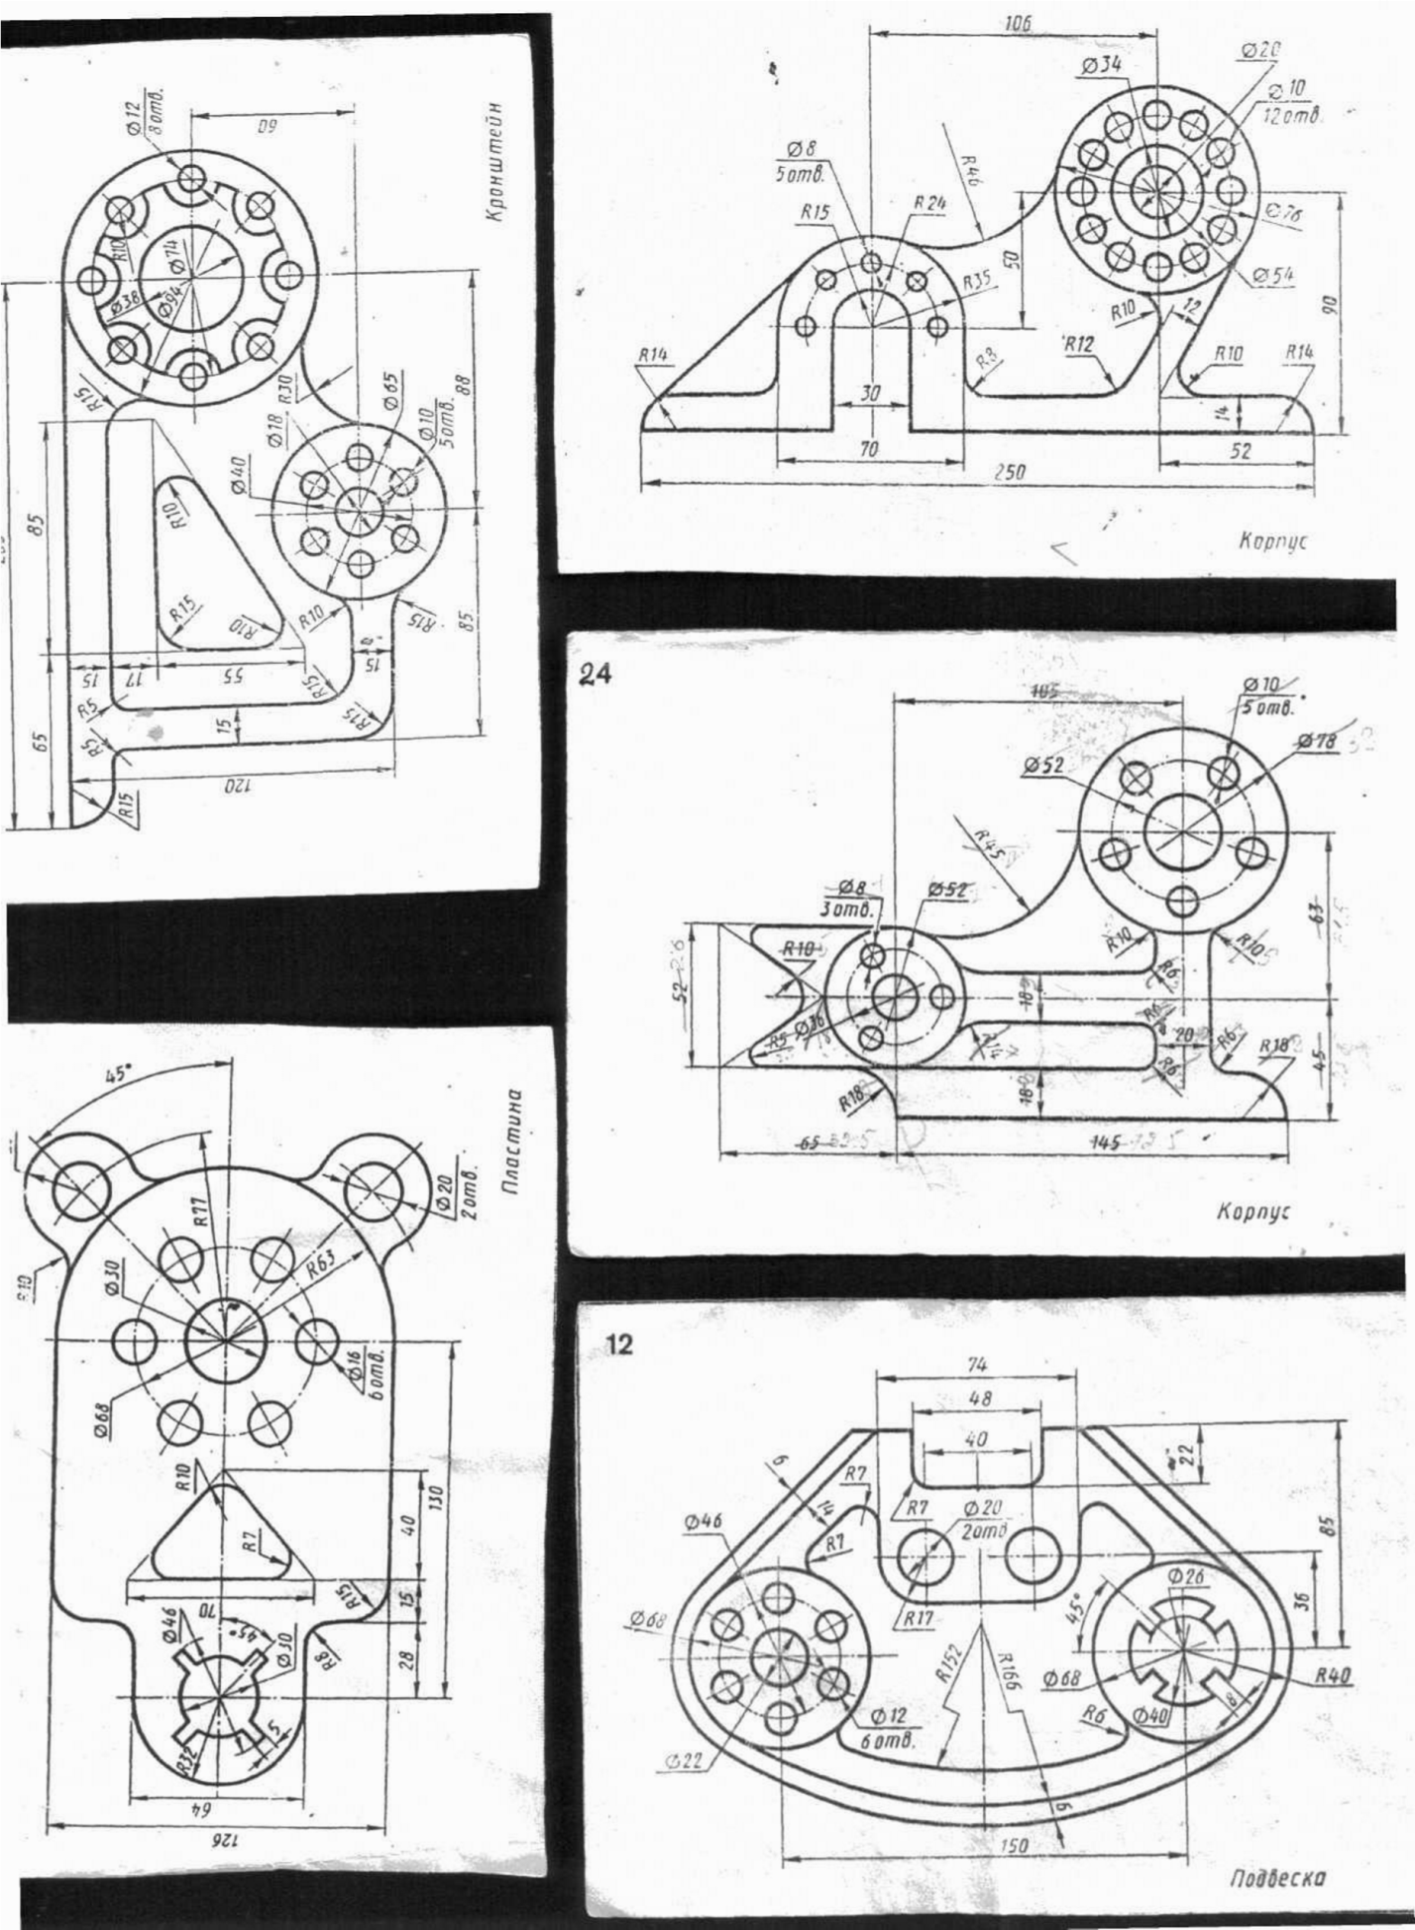 Ø12
8 отв.
60
Кронштейн
R10
Ø74
Ø38
Ø94
R15
R30
Ø65
88
Ø18
Ø10
5 отв.
Ø40
85
R10
R15
R10
R10
R15
85
15
17
55
15
R15
R5
15
R15
R5
65
120
R15
106
Ø34
Ø20
Ø10
12 отв.
Ø8
5 отв.
R46
R15
R24
Ø76
50
R35
Ø54
90
R10
12
R14
R8
R12
R10
R14
30
14
70
52
250
Корпус
24
105
Ø10
5 отв.
Ø78
Ø52
R45
Ø8
3 отв.
Ø52
63
R10
R10
R10
R6
52
18
R6
R5
Ø36
20
R6
R18
45
14
R6
R18
18
65
145
Корпус
45°
Ø20
2 отв.
Пластина
R77
R10
R63
Ø30
Ø16
6 отв.
Ø68
R10
130
40
R7
R15
15
70
Ø46
45°
Ø30
R8
28
R32
5
64
126
12
74
48
40
22
6
R7
14
R7
Ø20
2 отв
85
Ø46
R7
Ø26
36
45°
R17
Ø68
R152
R166
Ø68
R40
8
Ø12
6 отв.
R6
Ø40
Ø22
6
150
Подвеска